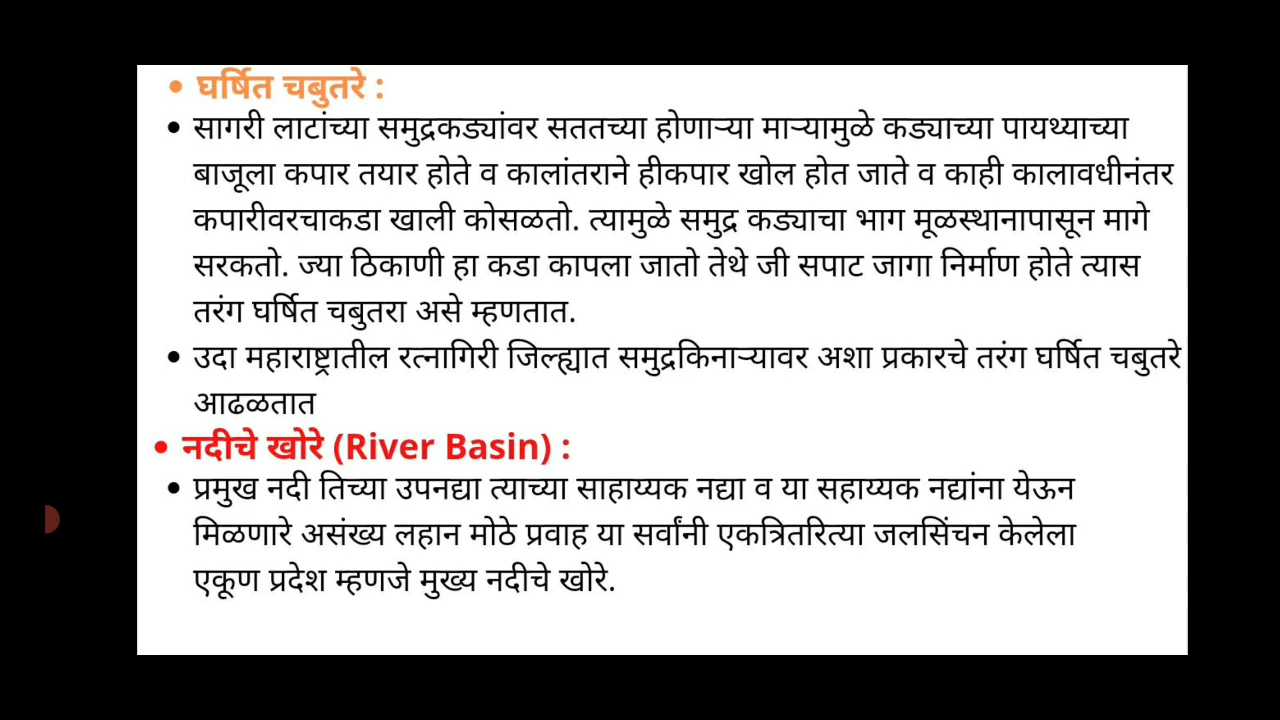 • घर्षित चबुतरे :
• सागरी लाटांच्या समुद्रकड्यांवर सततच्या होणाऱ्या माऱ्यामुळे कड्याच्या पायथ्याच्या
बाजूला कपार तयार होते व कालांतराने हीकपार खोल होत जाते व काही कालावधीनंतर
कपारीवरचाकडा खाली कोसळतो. त्यामुळे समुद्र कड्याचा भाग मूळस्थानापासून मागे
सरकतो. ज्या ठिकाणी हा कडा कापला जातो तेथे जी सपाट जागा निर्माण होते त्यास
तरंग घर्षित चबुतरा असे म्हणतात.
• उदा महाराष्ट्रातील रत्नागिरी जिल्ह्यात समुद्रकिनाऱ्यावर अशा प्रकारचे तरंग घर्षित चबुतरे
आढळतात
• नदीचे खोरे (River Basin) :
• प्रमुख नदी तिच्या उपनद्या त्याच्या साहाय्यक नद्या व या सहाय्यक नद्यांना येऊन
मिळणारे असंख्य लहान मोठे प्रवाह या सर्वांनी एकत्रितरित्या जलसिंचन केलेला
एकूण प्रदेश म्हणजे मुख्य नदीचे खोरे.